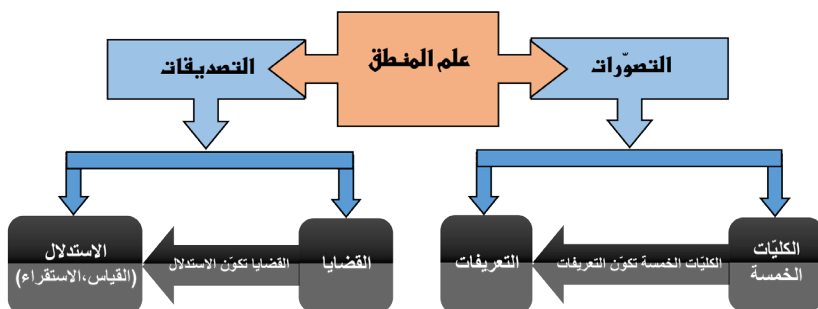 علم المنطق
التصوّرات
التصديقات
الكليّات
الخمسة
الكليّات الخمسة تكوّن التعريفات
التعريفات
القضايا
القضايا تكوّن الاستدلال
الاستدلال
(القياس،الاستقراء)